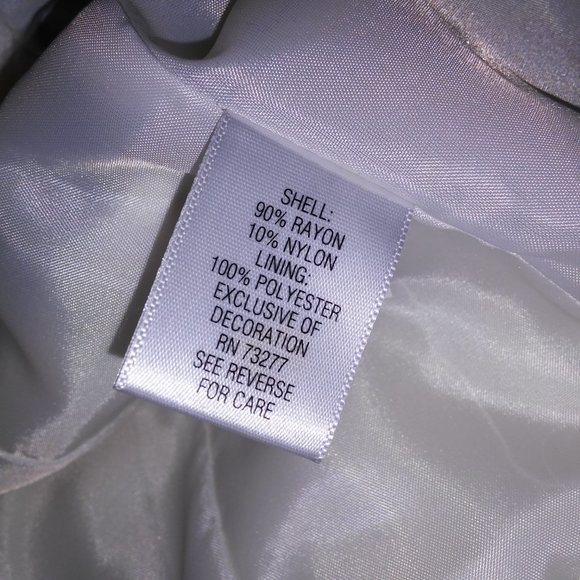 SHELL:
90% RAYON
10% NYLON
LINING:
100% POLYESTER
EXCLUSIVE OF
DECORATION
RN 73277
SEE REVERSE
FOR CARE